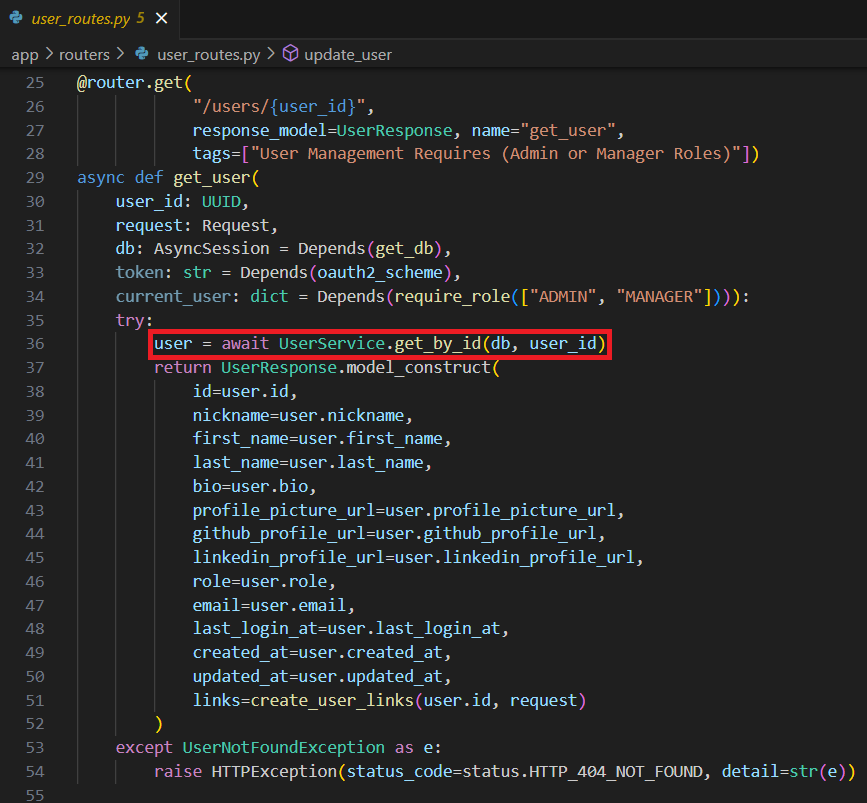 user_routes.py 5
app > routers > user_routes.py > update_user
25 @router.get(
26 "/users/{user_id}",
27 response_model=UserResponse, name="get_user",
28 tags=["User Management Requires (Admin or Manager Roles)"])
29 async def get_user(
30 user_id: UUID,
31 request: Request,
32 db: AsyncSession = Depends(get_db),
33 token: str = Depends(oauth2_scheme),
34 current_user: dict = Depends(require_role(["ADMIN", "MANAGER"]))):
35 try:
36 user = await UserService.get_by_id(db, user_id)
37 return UserResponse.model_construct(
38 id=user.id,
39 nickname=user.nickname,
40 first_name=user.first_name,
41 last_name=user.last_name,
42 bio=user.bio,
43 profile_picture_url=user.profile_picture_url,
44 github_profile_url=user.github_profile_url,
45 linkedin_profile_url=user.linkedin_profile_url,
46 role=user.role,
47 email=user.email,
48 last_login_at=user.last_login_at,
49 created_at=user.created_at,
50 updated_at=user.updated_at,
51 links=create_user_links(user.id, request)
52 )
53 except UserNotFoundException as e:
54 raise HTTPException(status_code=status.HTTP_404_NOT_FOUND, detail=str(e))
55